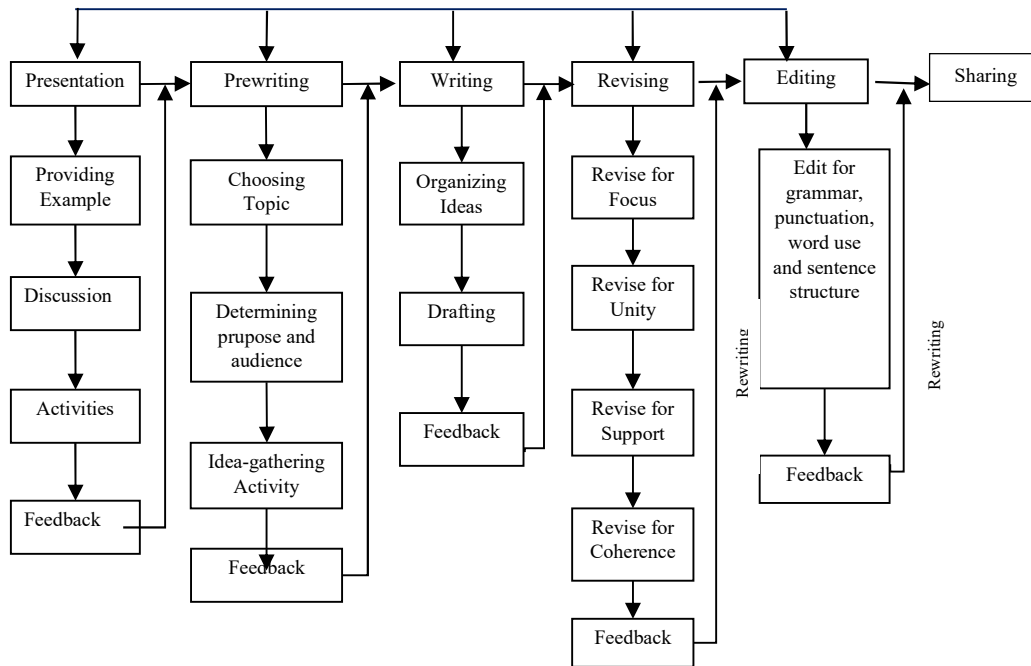 Presentation
Prewriting
Writing
Revising
Editing
Sharing
Providing
Example
Discussion
Activities
Feedback
Choosing
Topic
Determining
prupose and
audience
Idea-gathering
Activity
Feedback
Organizing
Ideas
Drafting
Feedback
Revise for
Focus
Revise for
Unity
Revise for
Support
Revise for
Coherence
Feedback
Rewriting
Edit for
grammar,
punctuation,
word use
and sentence
structure
Feedback
Rewriting